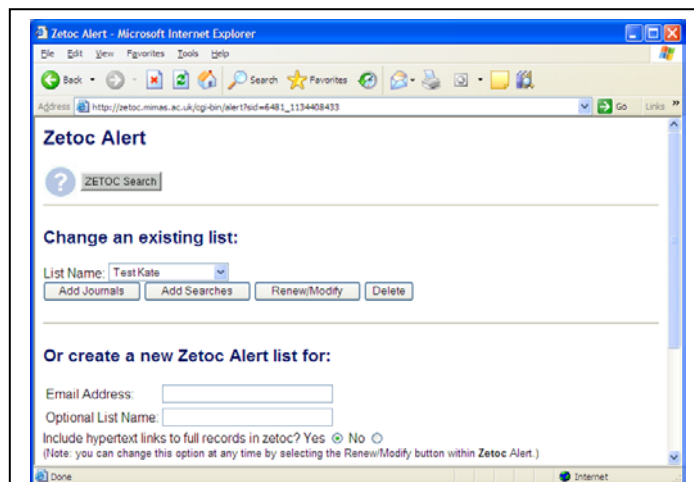 Zetoc Alert - Microsoft Internet Explorer
File Edit View Favorites Tools Help
Back Search Favorites
Address http://zetoc.mimas.ac.uk/cgi-bin/alert?sid=6481_1134408433 Go Links »
Zetoc Alert
? ZETOC Search
Change an existing list:
List Name: TestKate
Add Journals Add Searches Renew/Modify Delete
Or create a new Zetoc Alert list for:
Email Address:
Optional List Name:
Include hypertext links to full records in zetoc? Yes No
(Note: you can change this option at any time by selecting the Renew/Modify button within Zetoc Alert.)
Done Internet